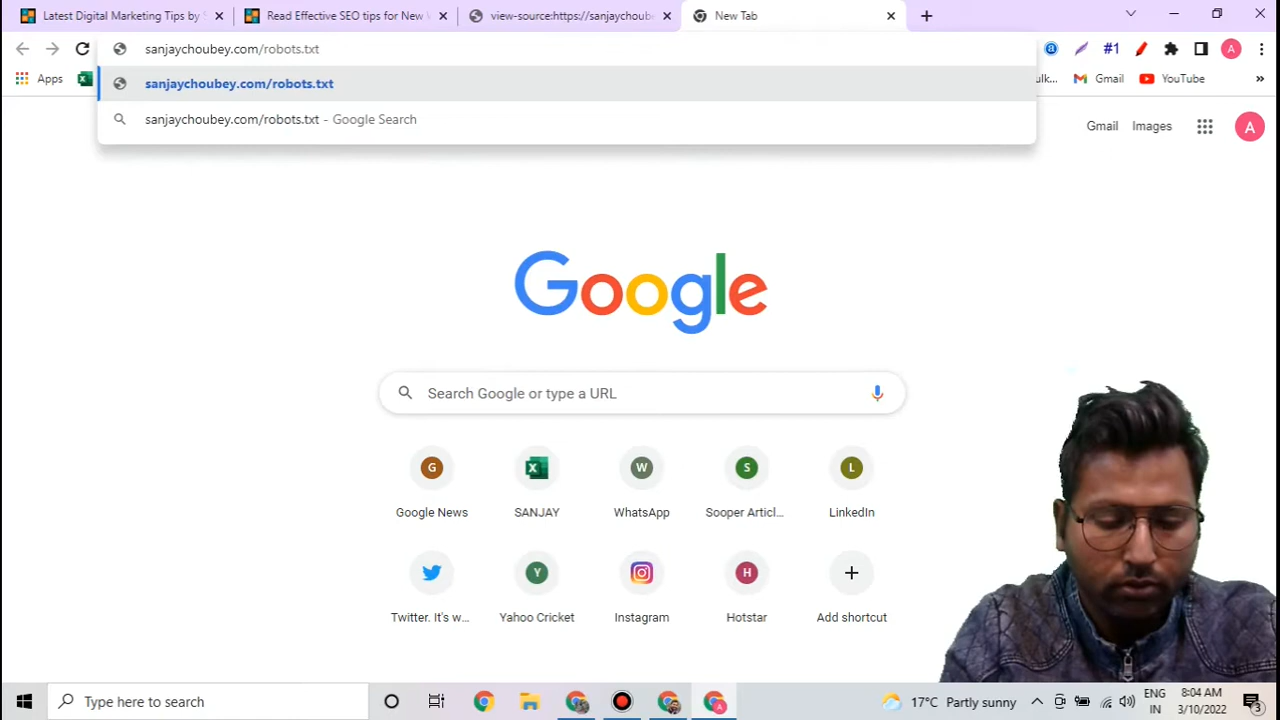 Latest Digital Marketing Tips by S
Read Effective SEO tips for New
view-source:https://sanjaychoube
New Tab
sanjaychoubey.com/robots.txt
#1
Apps
sanjaychoubey.com/robots.txt
ulk...
Gmail
YouTube
»
sanjaychoubey.com/robots.txt - Google Search
Gmail
Images
A
Google
Search Google or type a URL
G
W
S
L
Google News
SANJAY
WhatsApp
Sooper Articl...
LinkedIn
Y
H
Twitter. It's w...
Yahoo Cricket
Instagram
Hotstar
Add shortcut
Type here to search
17°C Partly sunny
ENG
IN
8:04 AM
3/10/2022
3